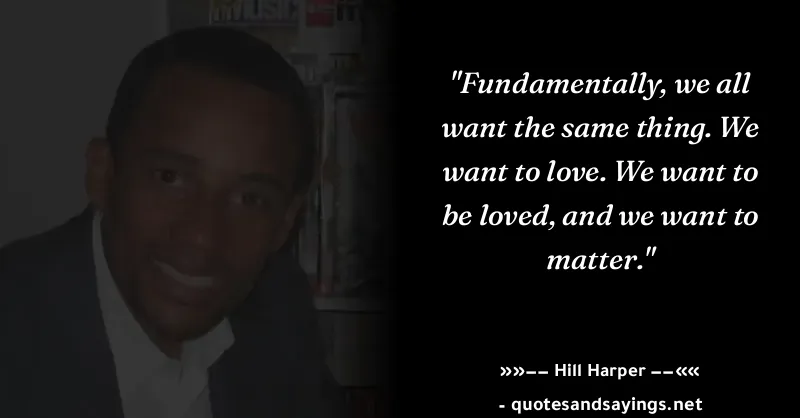 MUSIC
"Fundamentally, we all
want the same thing. We
want to love. We want to
be loved, and we want to
matter."
»»–– Hill Harper ––««
- quotesandsayings.net